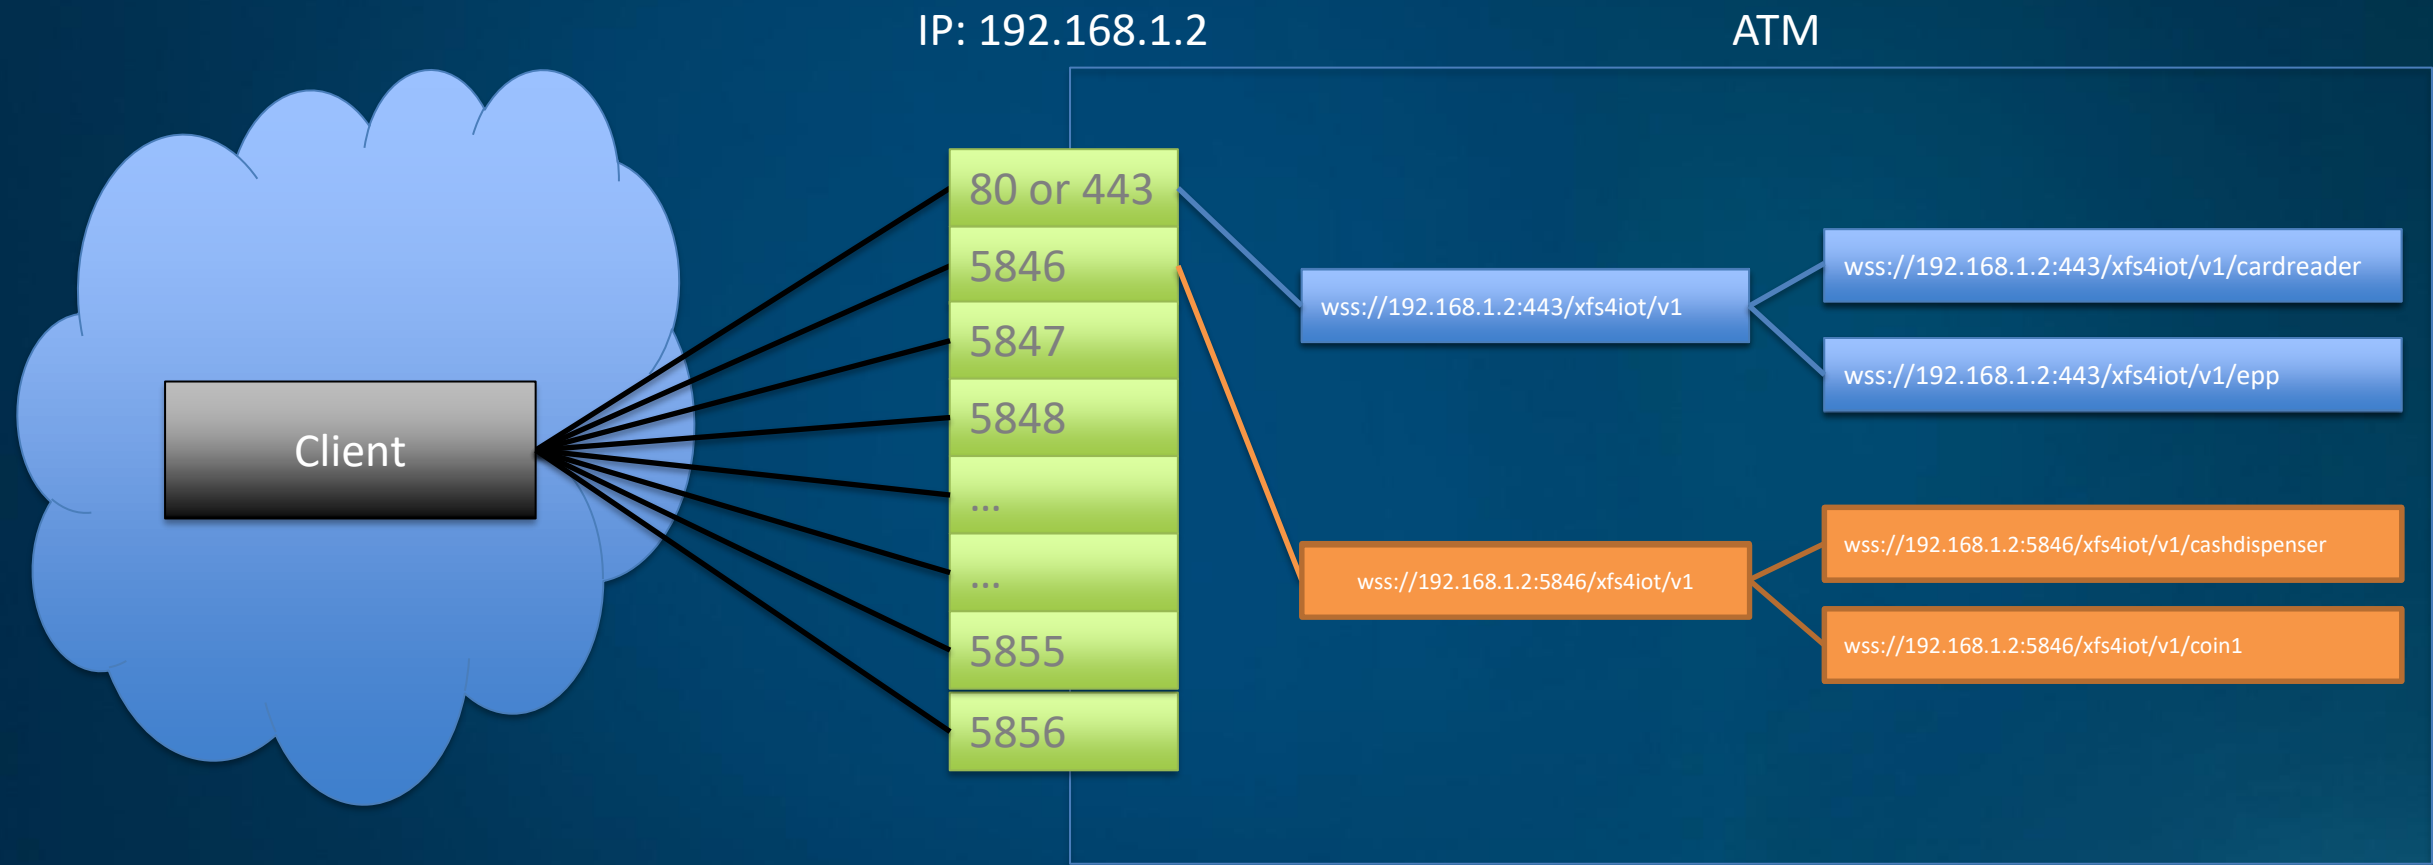 IP: 192.168.1.2
ATM
Client
80 or 443
5846
5847
5848
...
...
5855
5856
wss://192.168.1.2:443/xfs4iot/v1
wss://192.168.1.2:443/xfs4iot/v1/cardreader
wss://192.168.1.2:443/xfs4iot/v1/epp
wss://192.168.1.2:5846/xfs4iot/v1
wss://192.168.1.2:5846/xfs4iot/v1/cashdispenser
wss://192.168.1.2:5846/xfs4iot/v1/coin1